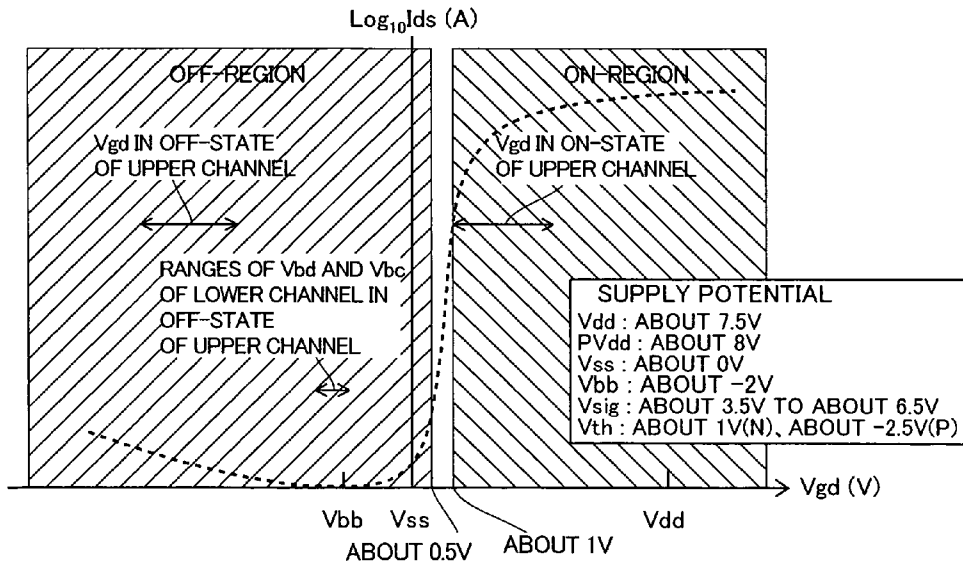 Log₁₀Ids (A)
OFF-REGION
ON-REGION
Vgd IN OFF-STATE
OF UPPER CHANNEL
Vgd IN ON-STATE
OF UPPER CHANNEL
RANGES OF Vbd AND Vbc
OF LOWER CHANNEL IN
OFF-STATE
OF UPPER CHANNEL
SUPPLY POTENTIAL
Vdd : ABOUT 7.5V
PVdd : ABOUT 8V
Vss : ABOUT 0V
Vbb : ABOUT −2V
Vsig : ABOUT 3.5V TO ABOUT 6.5V
Vth : ABOUT 1V(N)、ABOUT −2.5V(P)
Vgd (V)
Vbb
Vss
Vdd
ABOUT 0.5V
ABOUT 1V